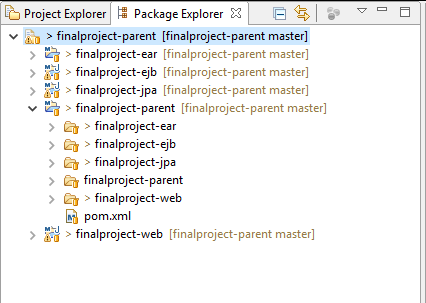 Project Explorer Package Explorer
> finalproject-parent [finalproject-parent master]
> finalproject-ear [finalproject-parent master]
> finalproject-ejb [finalproject-parent master]
> finalproject-jpa [finalproject-parent master]
> finalproject-parent [finalproject-parent master]
> finalproject-ear
> finalproject-ejb
> finalproject-jpa
finalproject-parent
> finalproject-web
pom.xml
> finalproject-web [finalproject-parent master]